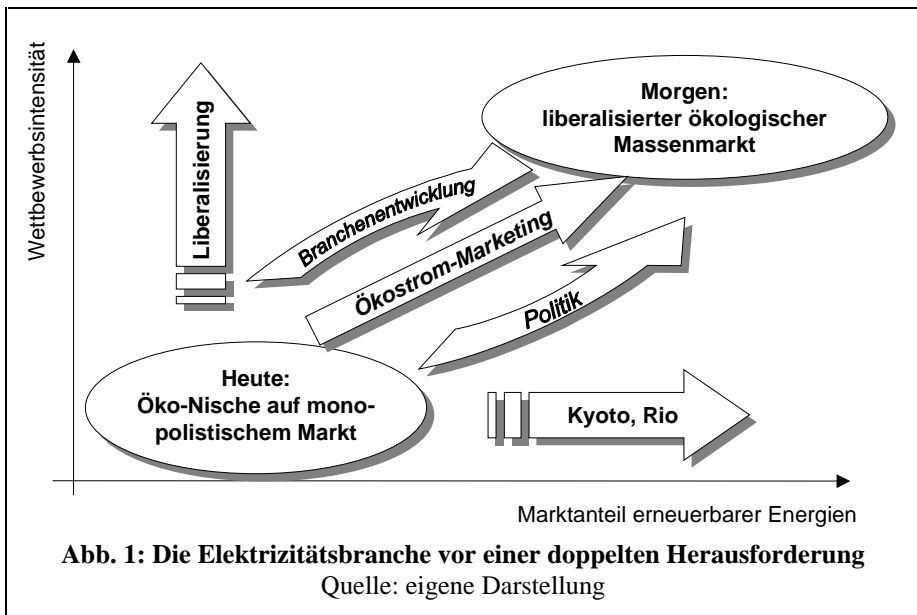 Wettbewerbsintensität
Liberalisierung
Morgen:
liberalisierter ökologischer
Massenmarkt
Branchenentwicklung
Ökostrom-Marketing
Politik
Heute:
Öko-Nische auf mono-
polistischem Markt
Kyoto, Rio
Marktanteil erneuerbarer Energien
Abb. 1: Die Elektrizitätsbranche vor einer doppelten Herausforderung
Quelle: eigene Darstellung